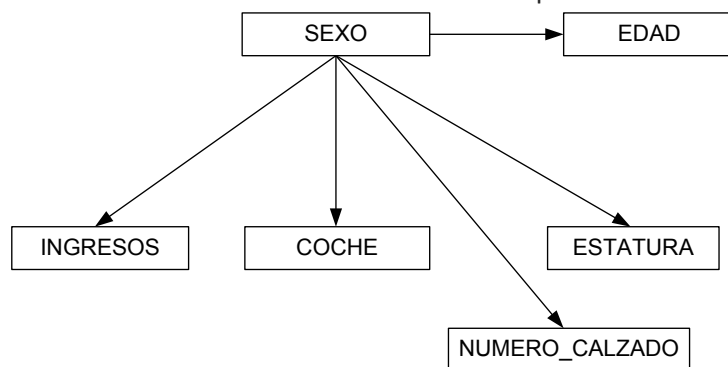 SEXO
EDAD
INGRESOS
COCHE
ESTATURA
NUMERO_CALZADO